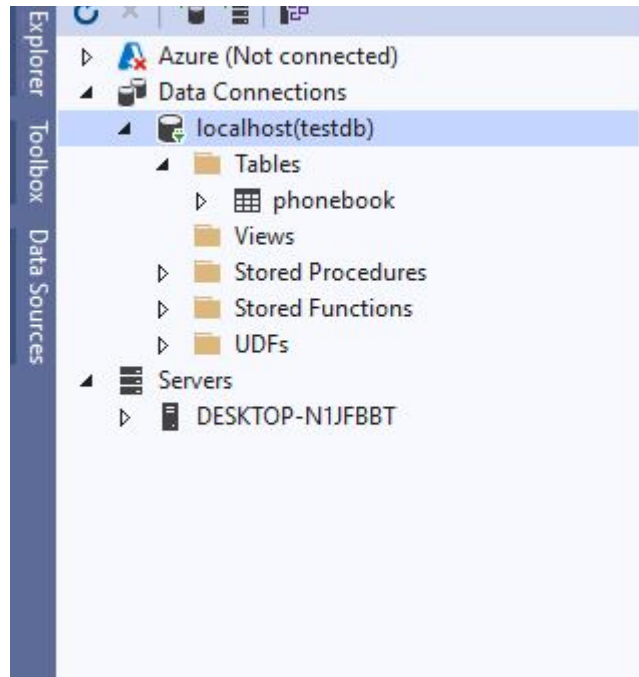 Explorer
Toolbox
Data Sources
Azure (Not connected)
Data Connections
localhost(testdb)
Tables
phonebook
Views
Stored Procedures
Stored Functions
UDFs
Servers
DESKTOP-N1JFBBT